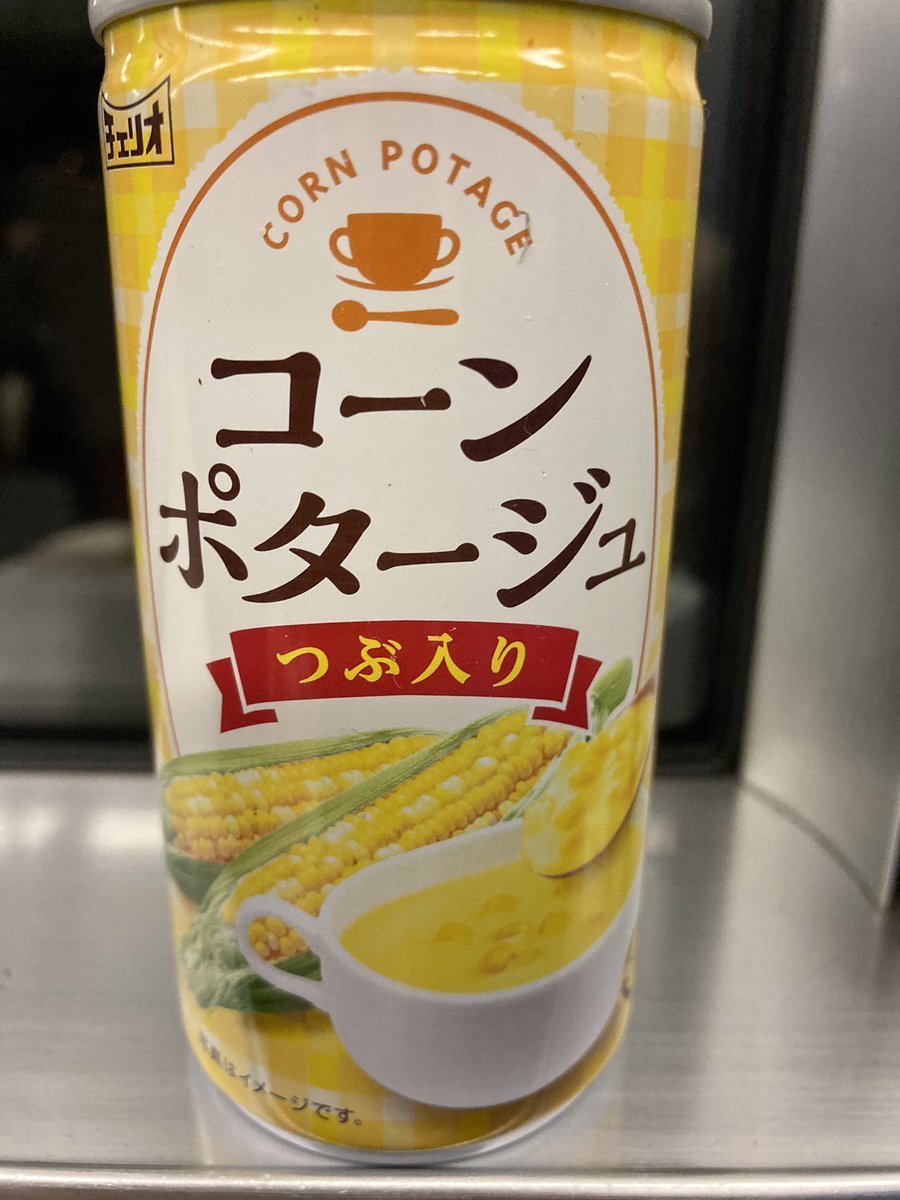 チェリオ
CORN POTAGE
コーン
ポタージュ
つぶ入り
写真はイメージです。